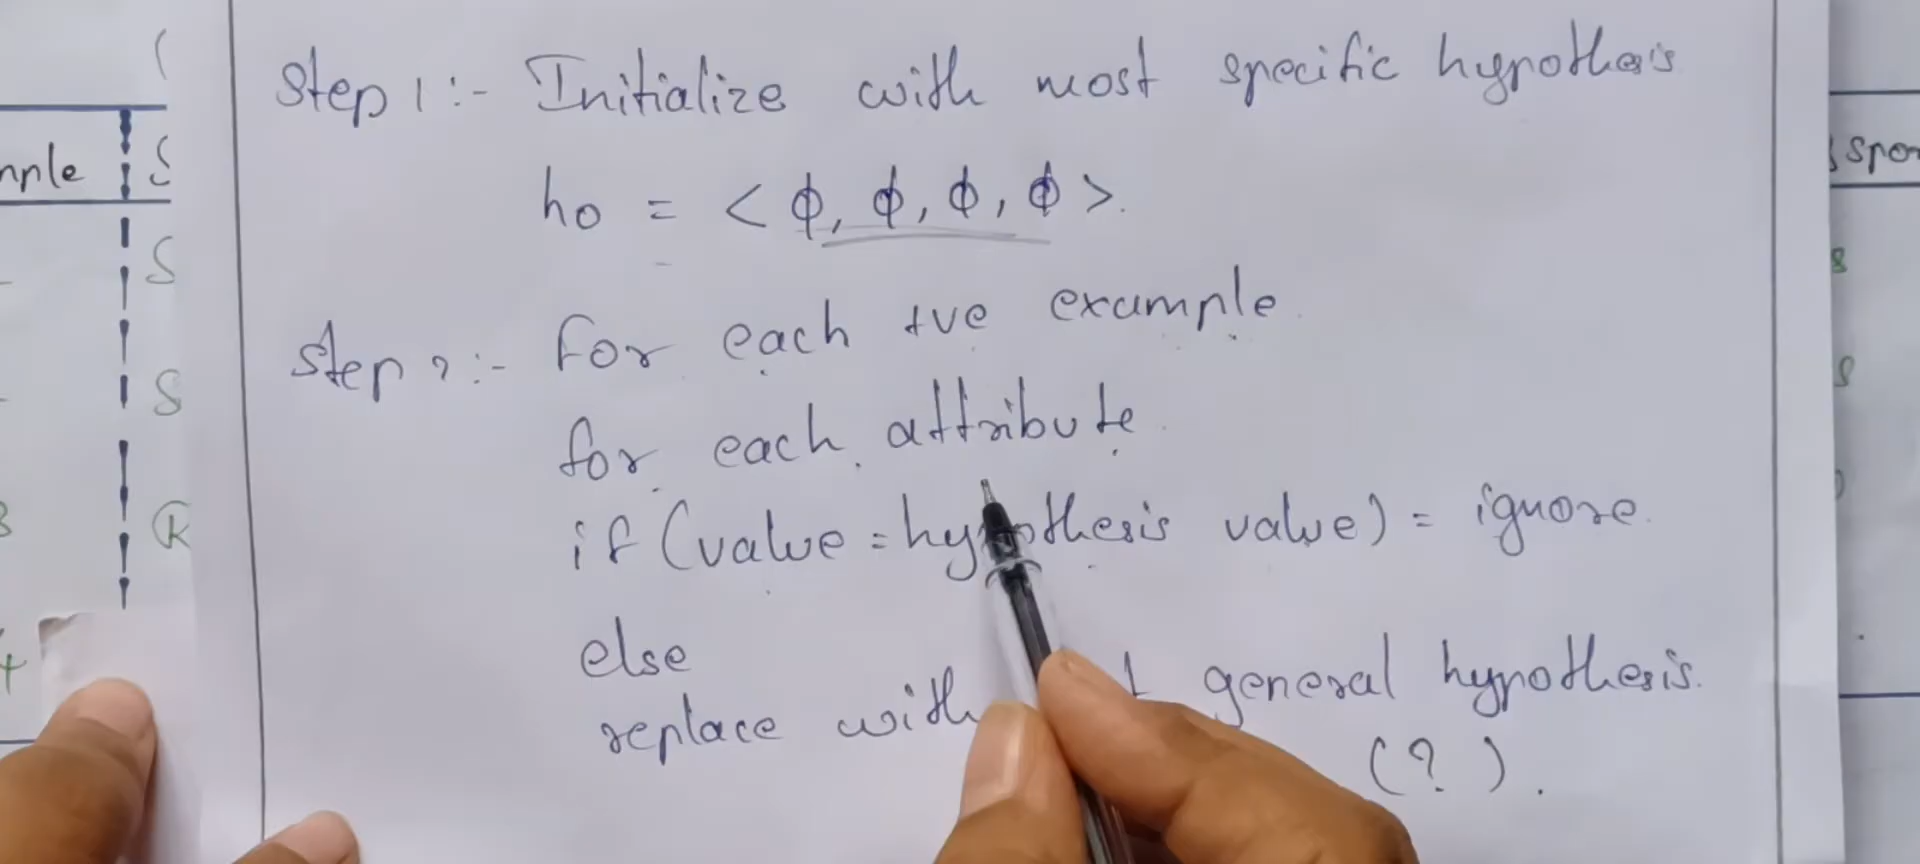 Step 1 :- Initialize with most specific hypothesis
h0 = < ϕ, ϕ, ϕ, ϕ >.
Step 2 :- for each +ve example
for each attribute
if (value = hypothesis value) = ignore.
else
replace with general hypothesis.
(?).